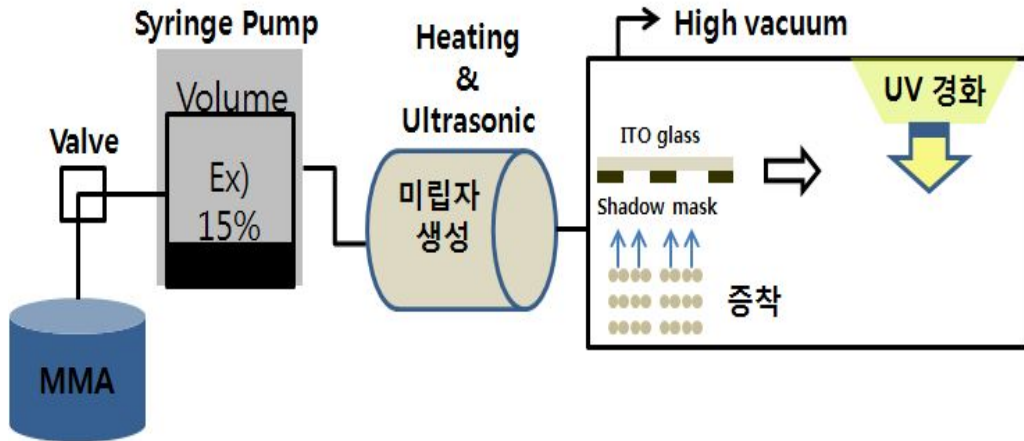 Syringe Pump
Heating
&
Ultrasonic
High vacuum
UV 경화
Volume
Valve
Ex)
15%
ITO glass
미립자
생성
Shadow mask
증착
MMA